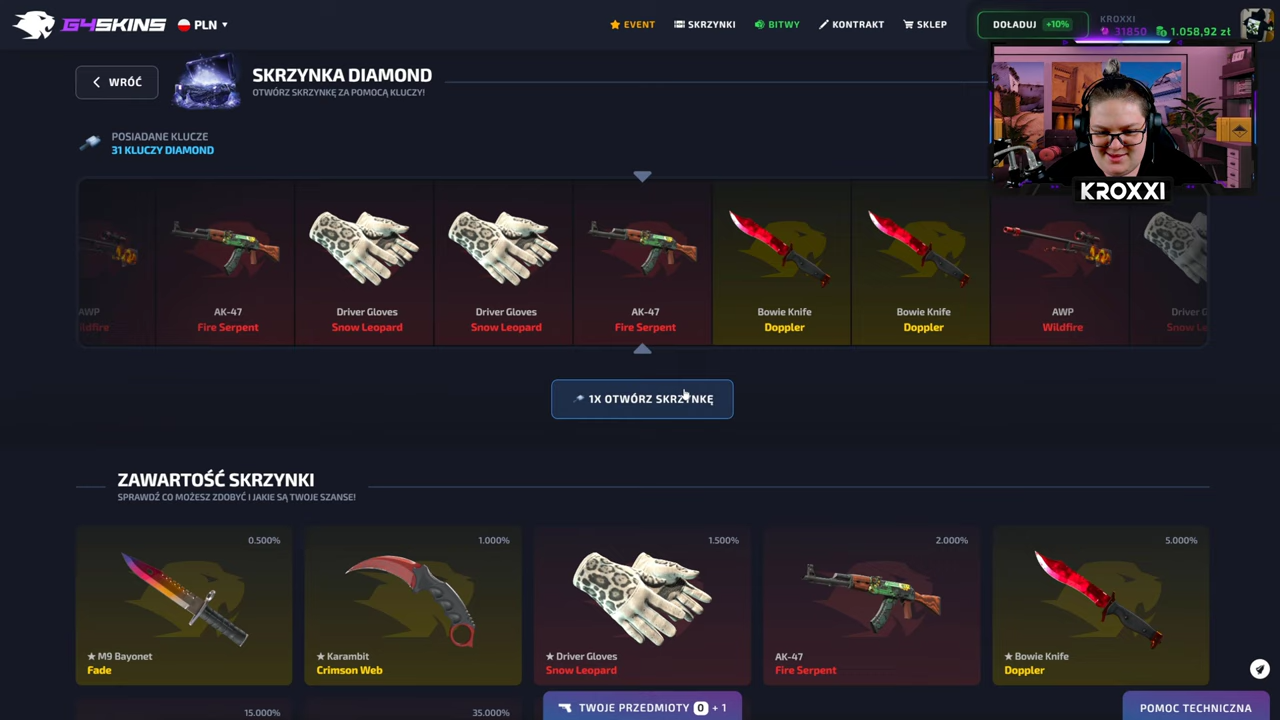 G4SKINS
PLN
EVENT
SKRZYNKI
BITWY
KONTRAKT
SKLEP
DOŁADUJ +10%
KROXXI
31850
1.058,92 zł
WRÓĆ
SKRZYNKA DIAMOND
OTWÓRZ SKRZYNKĘ ZA POMOCĄ KLUCZY!
POSIADANE KLUCZE
31 KLUCZY DIAMOND
KROXXI
AWP
Wildfire
AK-47
Fire Serpent
Driver Gloves
Snow Leopard
Driver Gloves
Snow Leopard
AK-47
Fire Serpent
Bowie Knife
Doppler
Bowie Knife
Doppler
AWP
Wildfire
Driver G
Snow Le
1X OTWÓRZ SKRZYNKĘ
ZAWARTOŚĆ SKRZYNKI
SPRAWDŹ CO MOŻESZ ZDOBYĆ I JAKIE SĄ TWOJE SZANSE!
0.500%
★ M9 Bayonet
Fade
1.000%
★ Karambit
Crimson Web
1.500%
★ Driver Gloves
Snow Leopard
2.000%
AK-47
Fire Serpent
5.000%
★ Bowie Knife
Doppler
15.000%
35.000%
TWOJE PRZEDMIOTY 0 + 1
POMOC TECHNICZNA